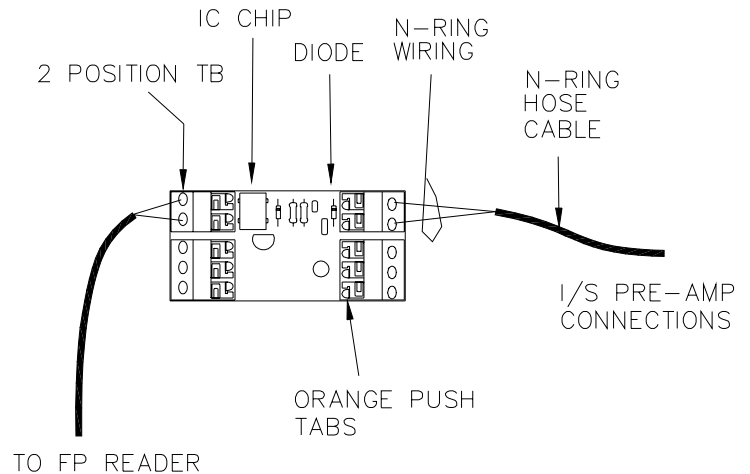 IC CHIP
2 POSITION TB
DIODE
N-RING
WIRING
N-RING
HOSE
CABLE
I/S PRE-AMP
CONNECTIONS
ORANGE PUSH
TABS
TO FP READER